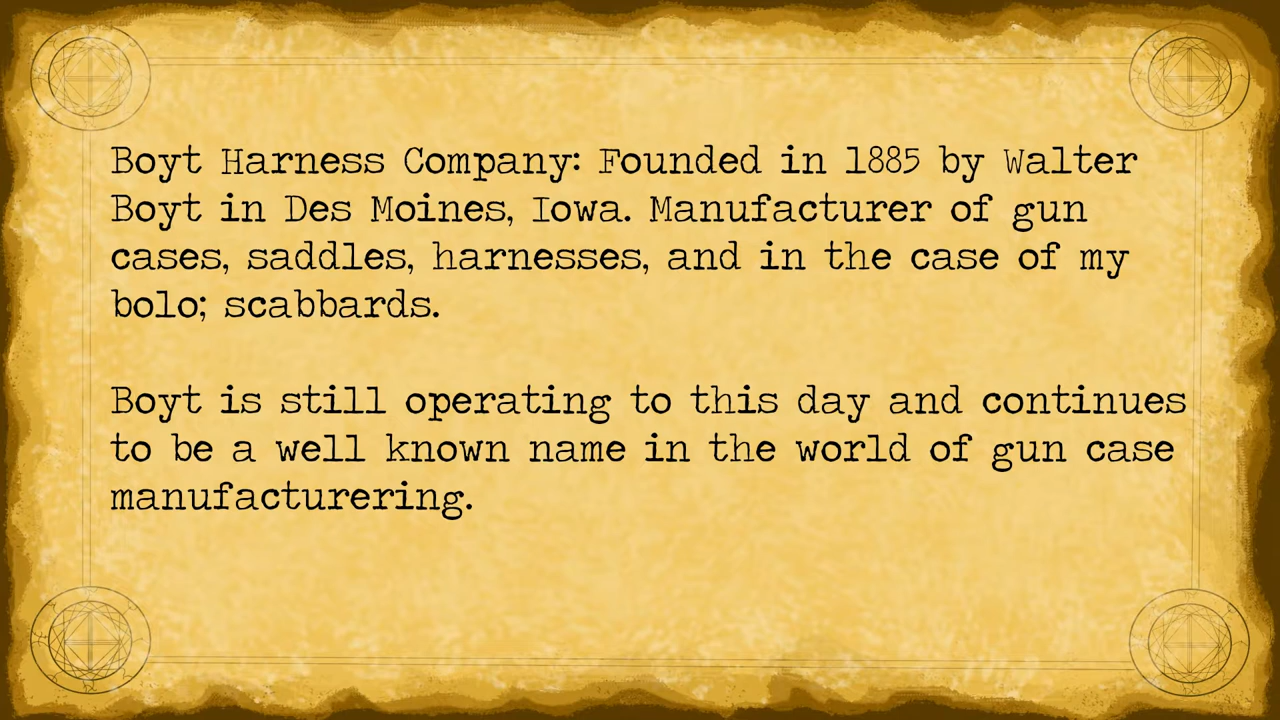 Boyt Harness Company: Founded in 1885 by Walter
Boyt in Des Moines, Iowa. Manufacturer of gun
cases, saddles, harnesses, and in the case of my
bolo; scabbards.
Boyt is still operating to this day and continues
to be a well known name in the world of gun case
manufacturering.